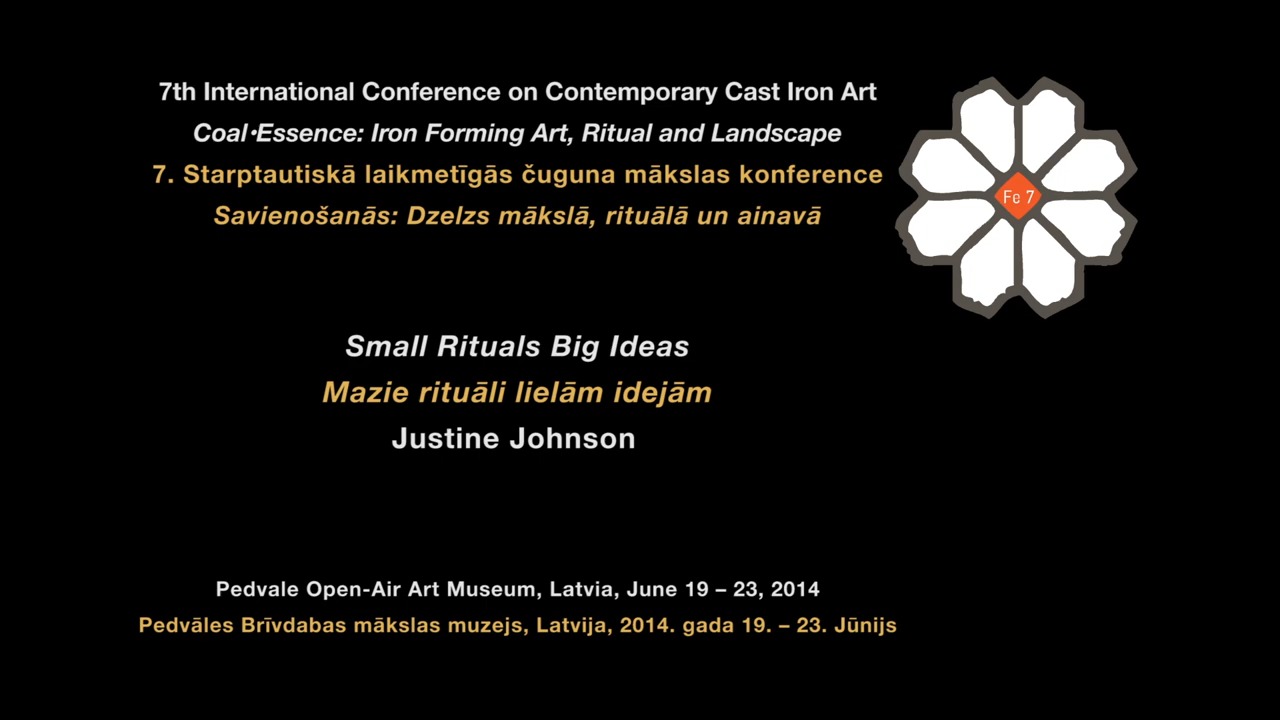 7th International Conference on Contemporary Cast Iron Art
Coal•Essence: Iron Forming Art, Ritual and Landscape
7. Starptautiskā laikmetīgās čuguna mākslas konference
Savienošanās: Dzelzs mākslā, rituālā un ainavā
Fe 7
Small Rituals Big Ideas
Mazie rituāli lielām idejām
Justine Johnson
Pedvale Open-Air Art Museum, Latvia, June 19 – 23, 2014
Pedvāles Brīvdabas mākslas muzejs, Latvija, 2014. gada 19. – 23. Jūnijs